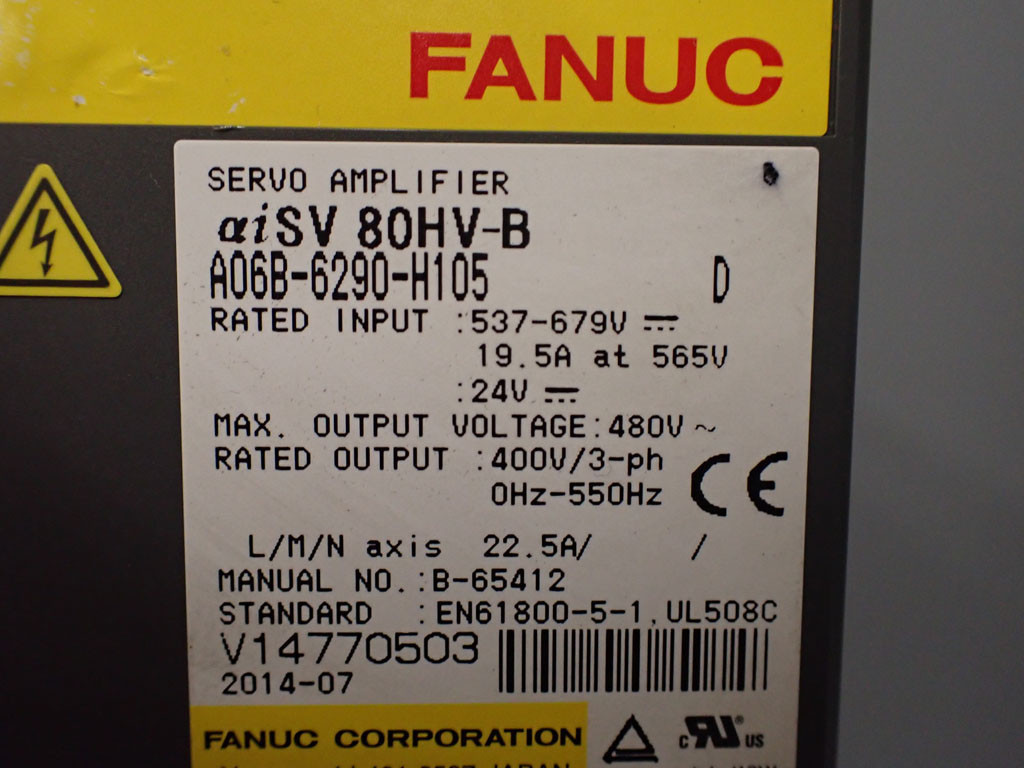 FANUC
SERVO AMPLIFIER
αiSV 80HV-B
A06B-6290-H105 D
RATED INPUT :537-679V ⎓
19.5A at 565V
:24V ⎓
MAX. OUTPUT VOLTAGE:480V～
RATED OUTPUT :400V/3-ph
0Hz-550Hz CE
L/M/N axis 22.5A/ /
MANUAL NO.:B-65412
STANDARD :EN61800-5-1,UL508C
V14770503
2014-07
FANUC CORPORATION
c RU® US